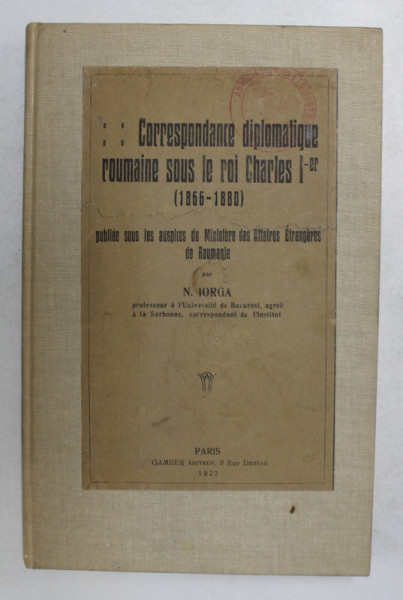 : : Correspondance diplomatique
: : roumaine sous le roi Charles I-er
(1866-1880)
publiée sous les auspices du Ministère des Affaires Étrangères
de Roumanie
par
N. IORGA
professeur à l'Université de Bucarest, agréé
à la Sorbonne, correspondant de l'Institut
PARIS
GAMBER ÉDITEUR, 9 Rue Danton
1923